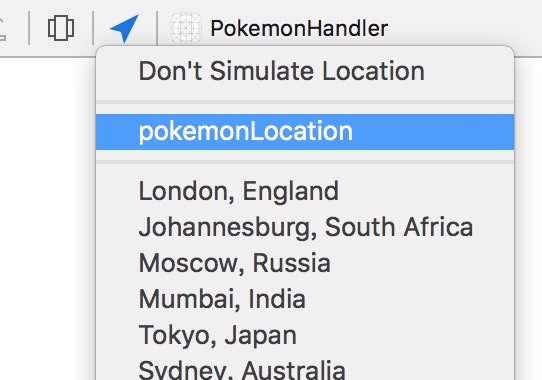 PokemonHandler
Don't Simulate Location
pokemonLocation
London, England
Johannesburg, South Africa
Moscow, Russia
Mumbai, India
Tokyo, Japan
Sydney, Australia